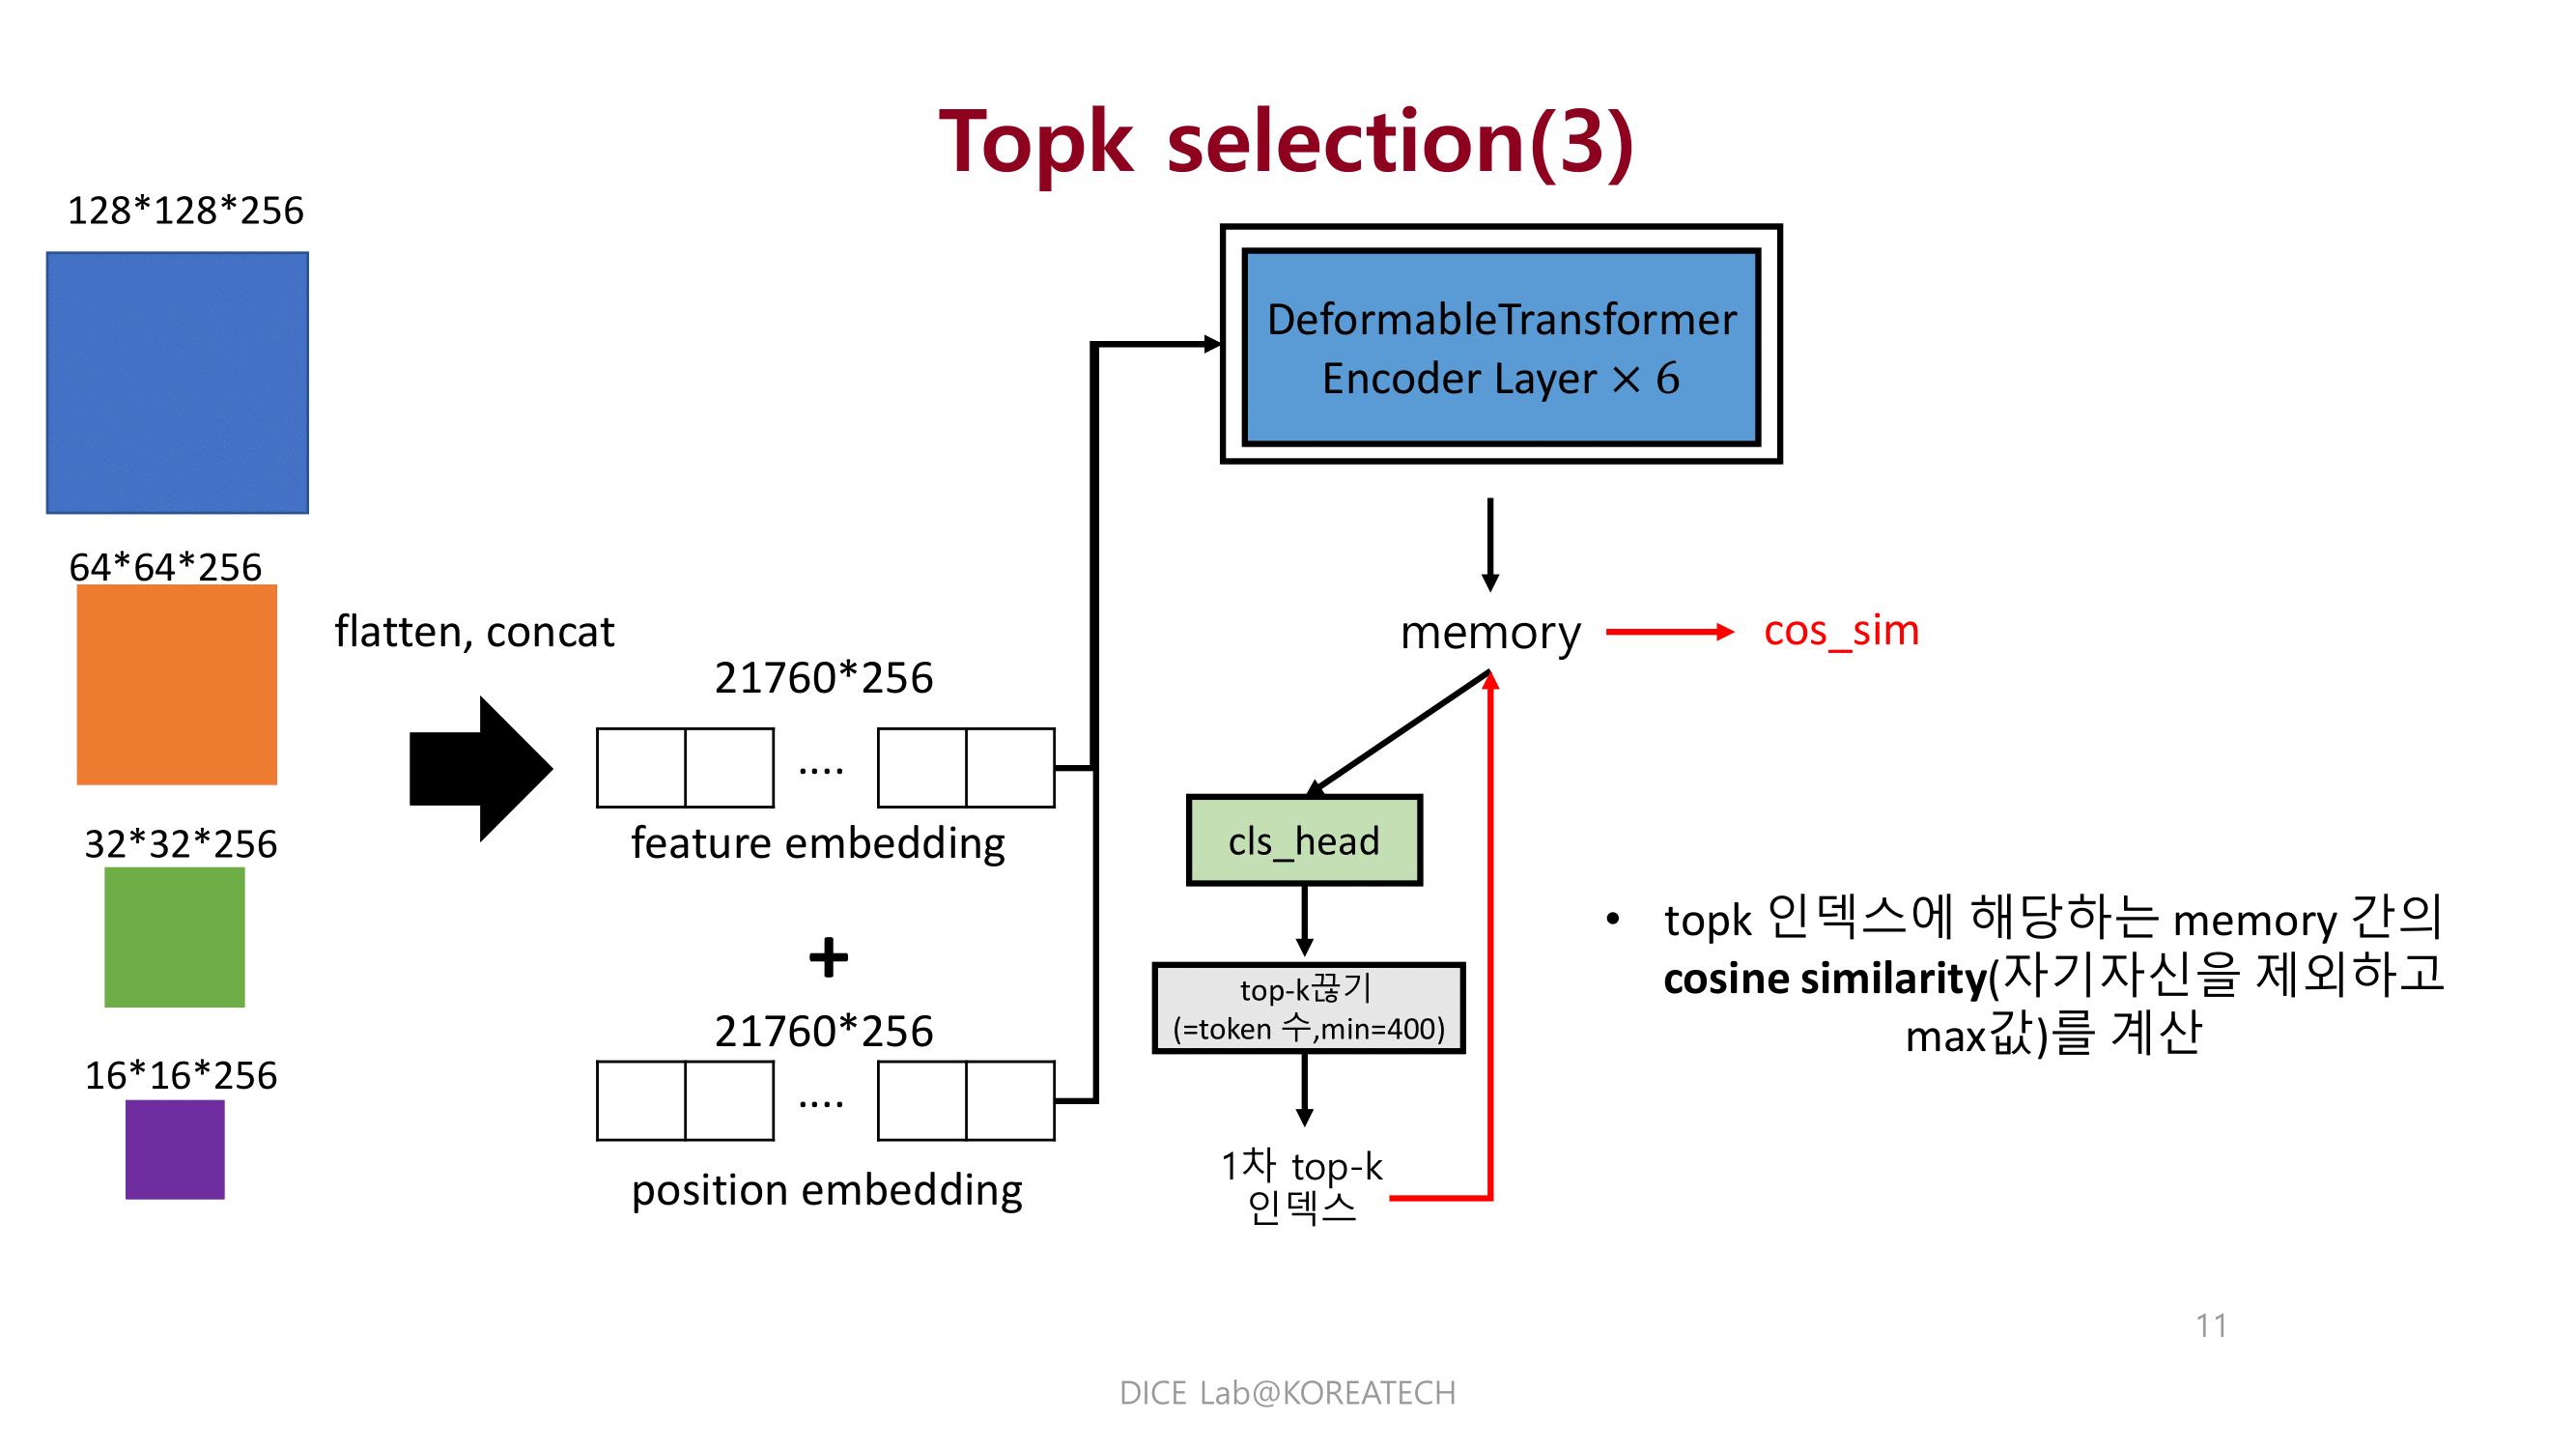 Topk selection(3)
128*128*256
64*64*256
32*32*256
16*16*256
flatten, concat
21760*256
....
feature embedding
+
21760*256
....
position embedding
DeformableTransformer
Encoder Layer × 6
memory
cos_sim
cls_head
top-k끊기
(=token 수,min=400)
1차 top-k
인덱스
• topk 인덱스에 해당하는 memory 간의
cosine similarity(자기자신을 제외하고
max값)를 계산
11
DICE Lab@KOREATECH